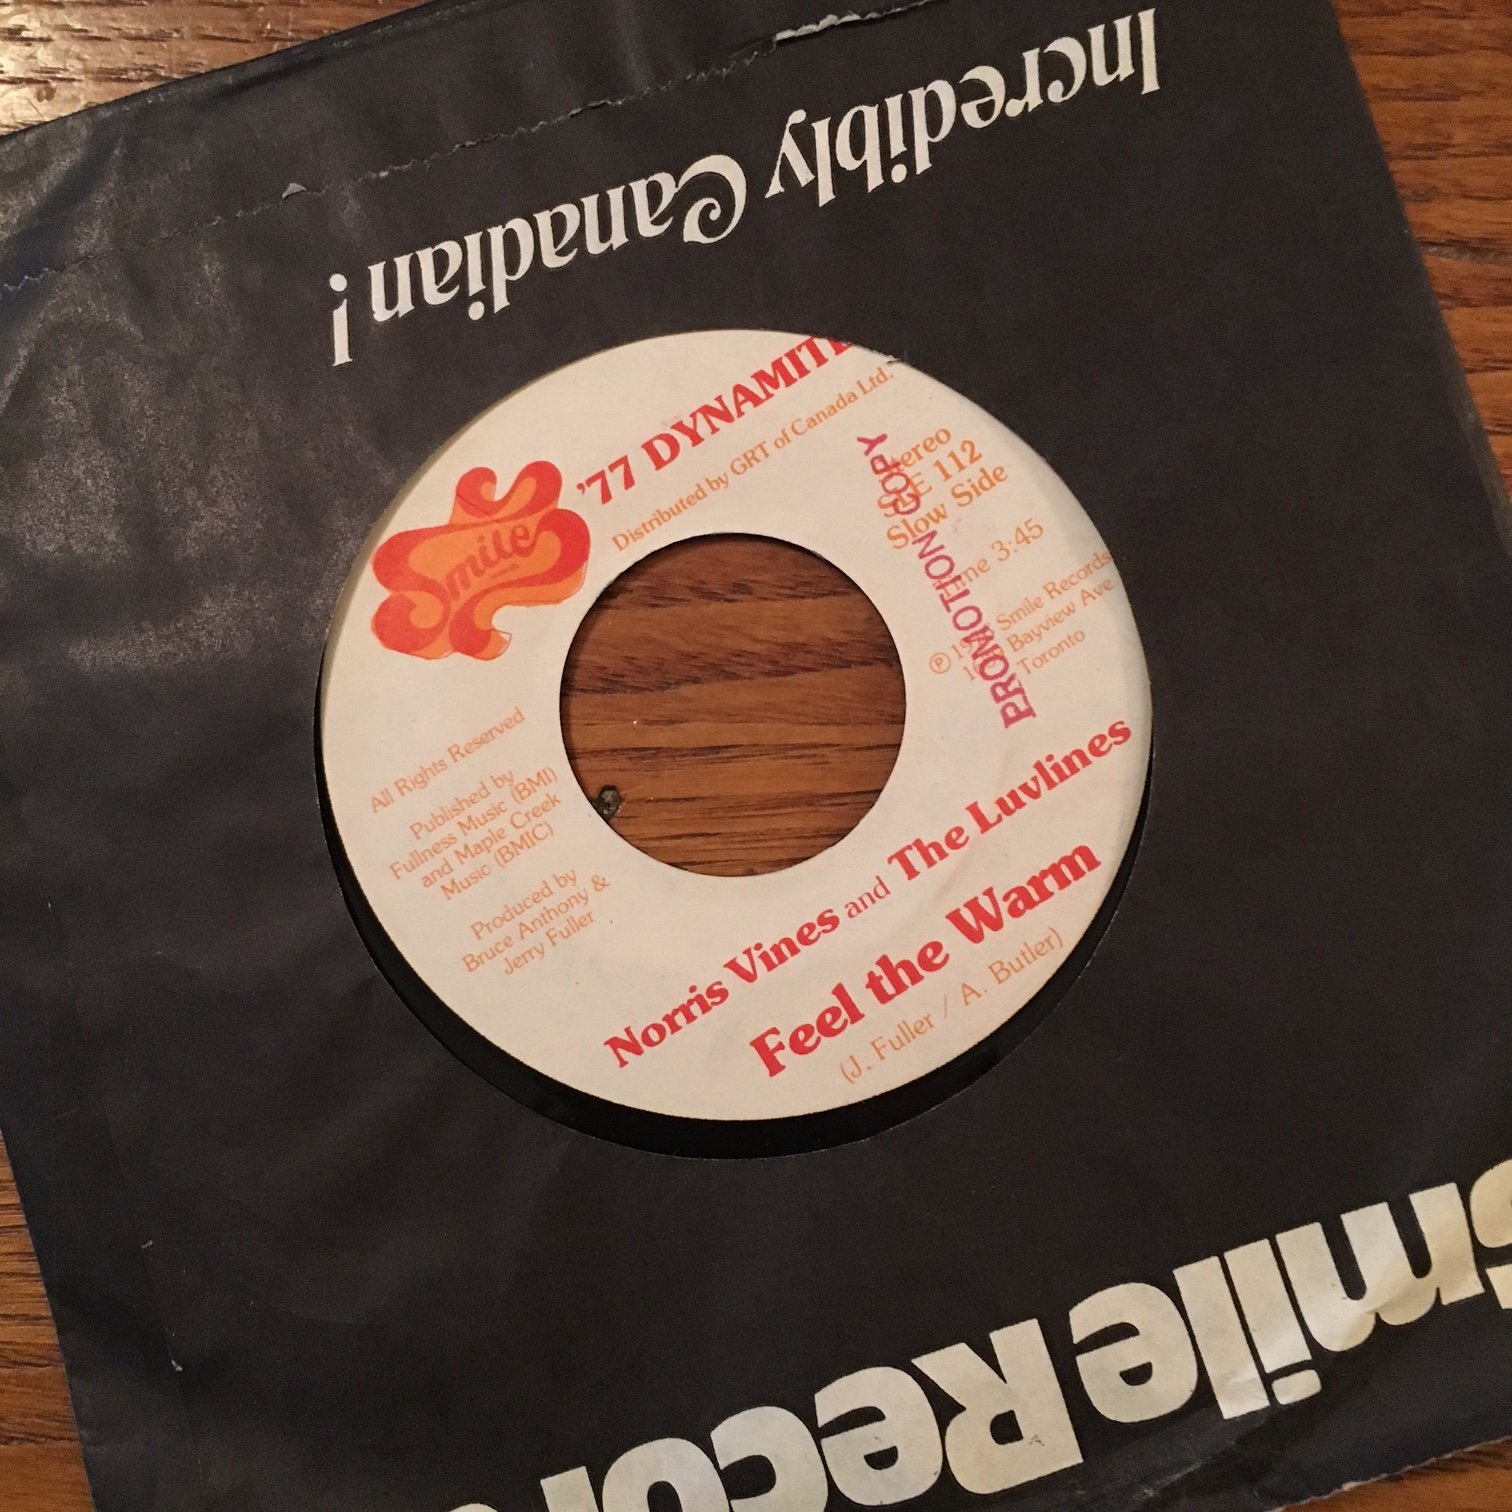 Incredibly Canadian!
'77 DYNAMITE
Distributed by GRT of Canada Ltd.
Smile
Stereo
112
Slow Side
Time 3:45
℗ Smile Records
Bayview Ave
Toronto
PROMOTION COPY
All Rights Reserved
Published by
Fullness Music (BMI)
and Maple Creek
Music (BMIC)
Produced by
Bruce Anthony &
Jerry Fuller
Norris Vines and The Luvlines
Feel the Warm
(J. Fuller / A. Butler)
Smile Recor